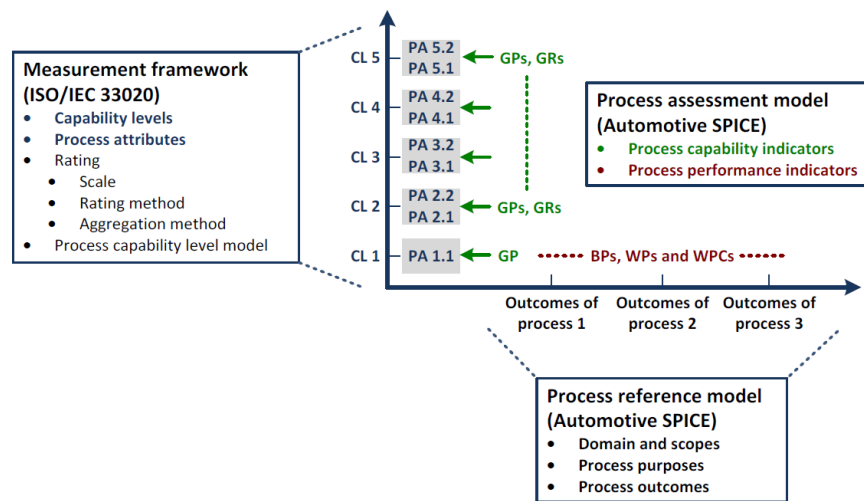 Measurement framework
(ISO/IEC 33020)
• Capability levels
• Process attributes
• Rating
• Scale
• Rating method
• Aggregation method
• Process capability level model
CL 5
PA 5.2
PA 5.1
GPs, GRs
CL 4
PA 4.2
PA 4.1
CL 3
PA 3.2
PA 3.1
CL 2
PA 2.2
PA 2.1
GPs, GRs
CL 1
PA 1.1
GP
BPs, WPs and WPCs
Process assessment model
(Automotive SPICE)
• Process capability indicators
• Process performance indicators
Outcomes of
process 1
Outcomes of
process 2
Outcomes of
process 3
Process reference model
(Automotive SPICE)
• Domain and scopes
• Process purposes
• Process outcomes